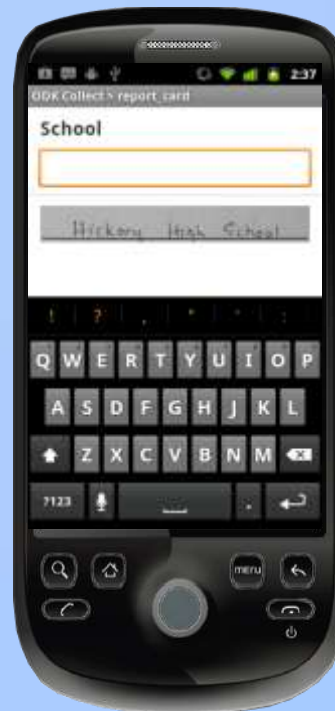 2:37
ODK Collect > report_card
School
Hickory High School
! ? , " ' :
Q W E R T Y U I O P
A S D F G H J K L
Z X C V B N M
?123 .
menu